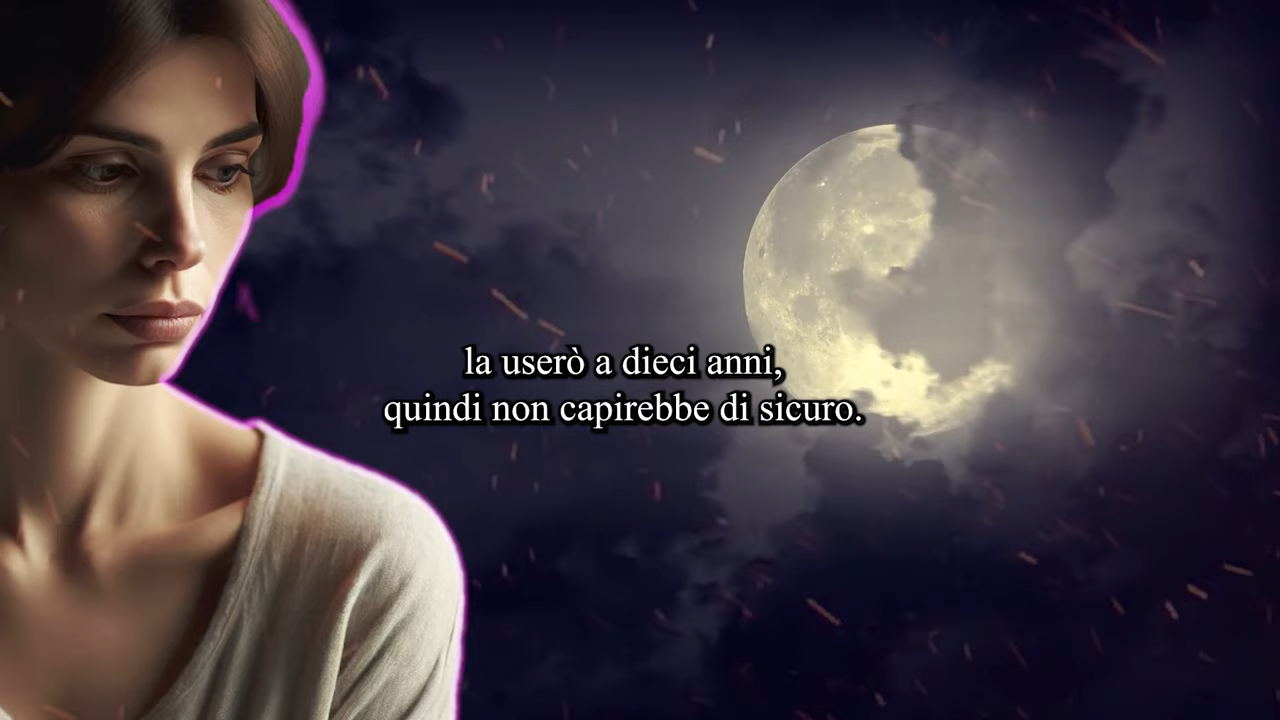 la userò a dieci anni,
quindi non capirebbe di sicuro.